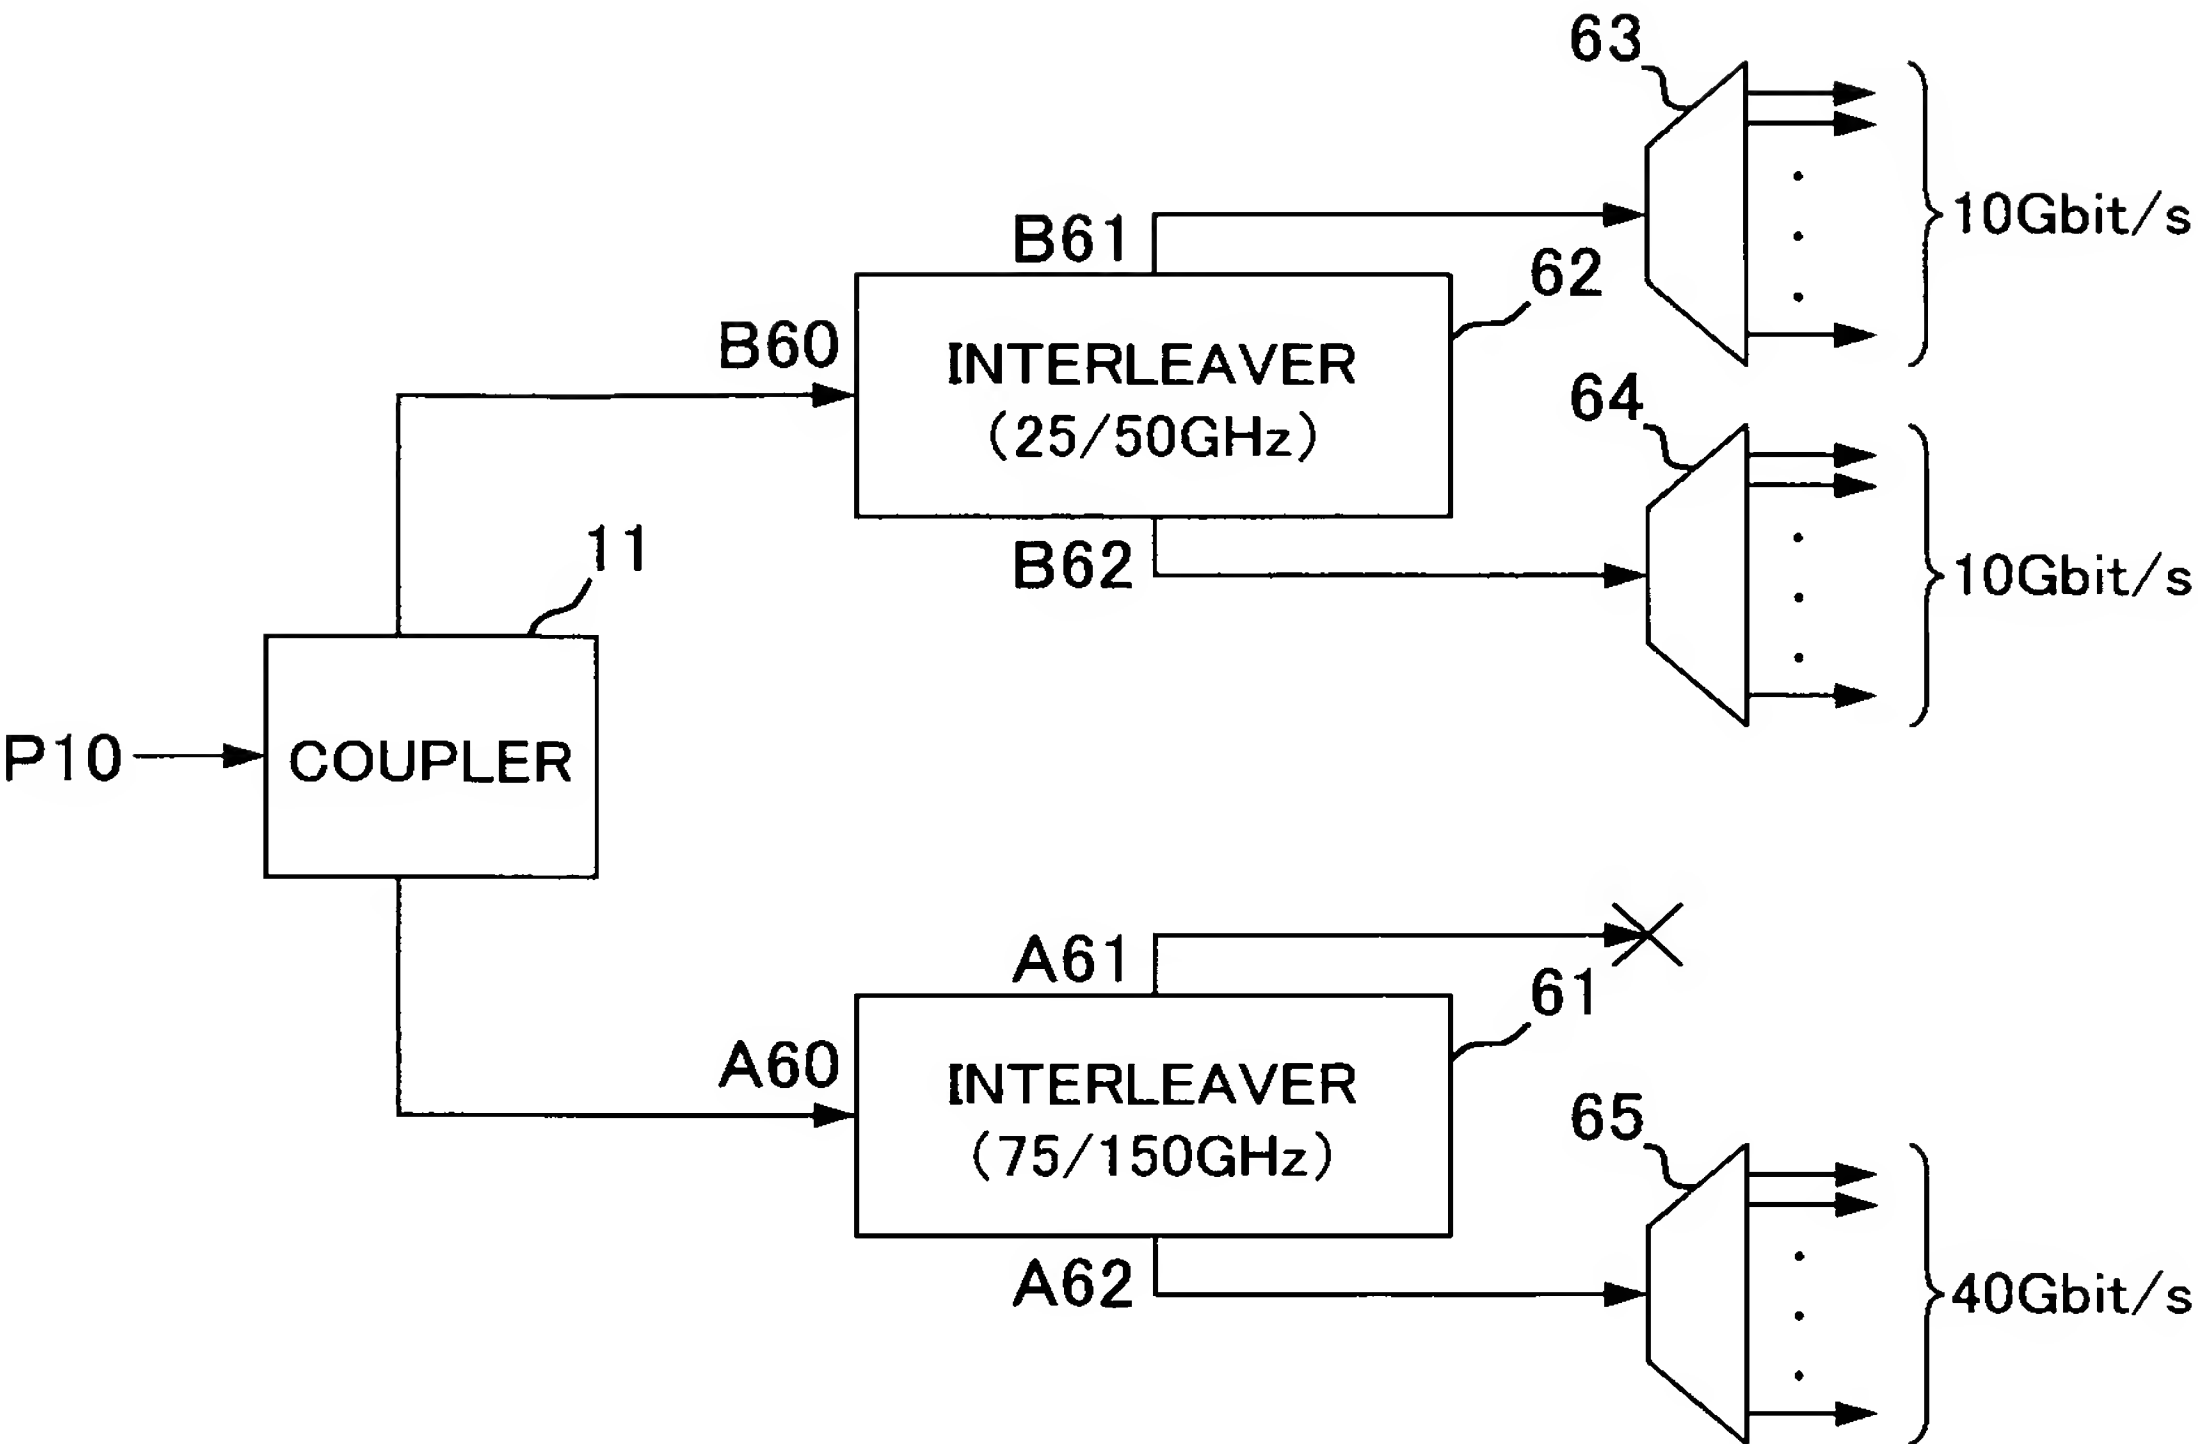 63
10Gbit/s
B61
62
B60
INTERLEAVER
(25/50GHz)
64
B62
10Gbit/s
11
P10
COUPLER
A61
61
A60
INTERLEAVER
(75/150GHz)
65
A62
40Gbit/s